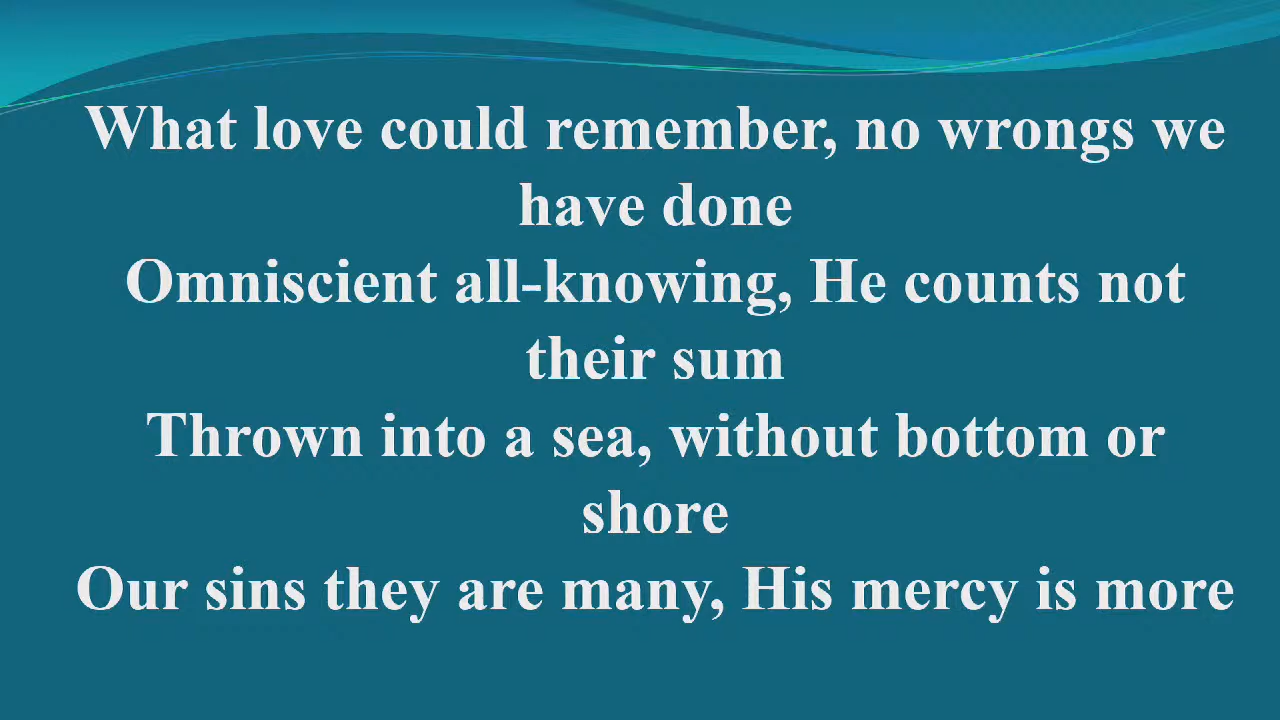 What love could remember, no wrongs we
have done
Omniscient all-knowing, He counts not
their sum
Thrown into a sea, without bottom or
shore
Our sins they are many, His mercy is more